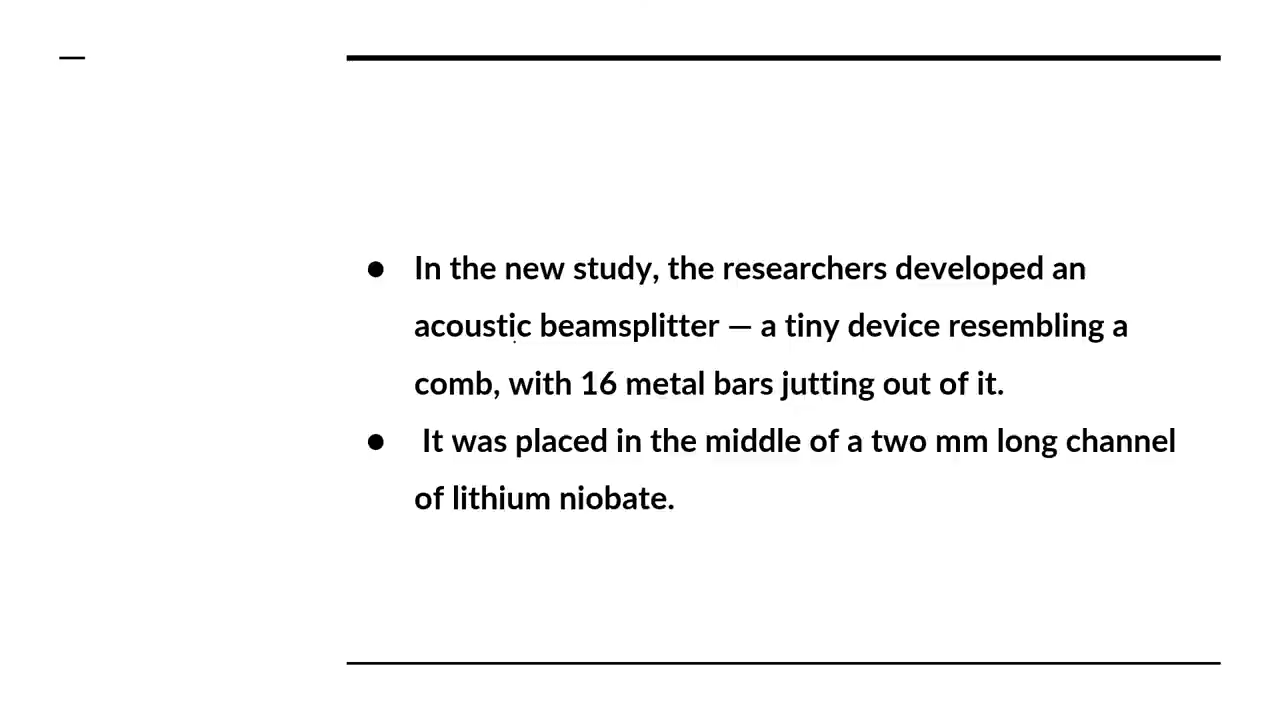 ● In the new study, the researchers developed an
acoustic beamsplitter — a tiny device resembling a
comb, with 16 metal bars jutting out of it.
● It was placed in the middle of a two mm long channel
of lithium niobate.